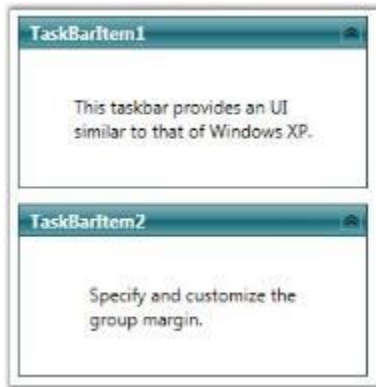 TaskBarItem1
This taskbar provides an UI
similar to that of Windows XP.
TaskBarItem2
Specify and customize the
group margin.